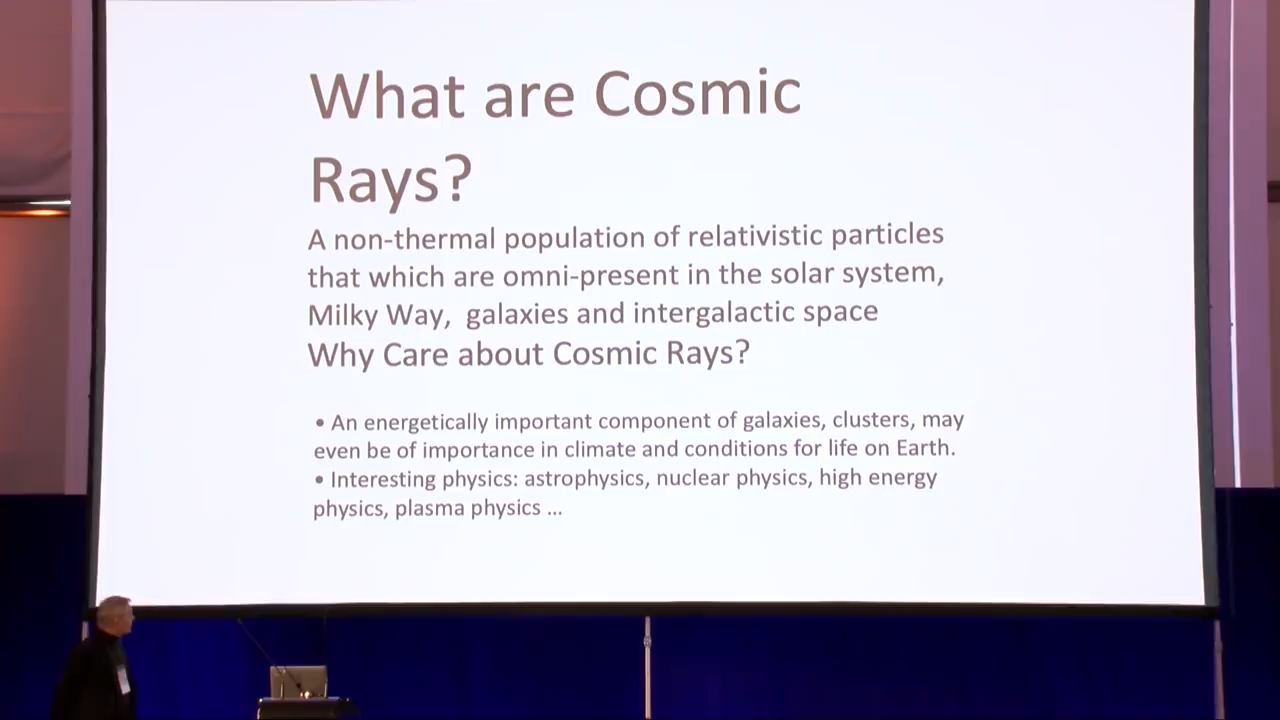 What are Cosmic
Rays?
A non-thermal population of relativistic particles
that which are omni-present in the solar system,
Milky Way,  galaxies and intergalactic space
Why Care about Cosmic Rays?
• An energetically important component of galaxies, clusters, may
even be of importance in climate and conditions for life on Earth.
• Interesting physics: astrophysics, nuclear physics, high energy
physics, plasma physics ...